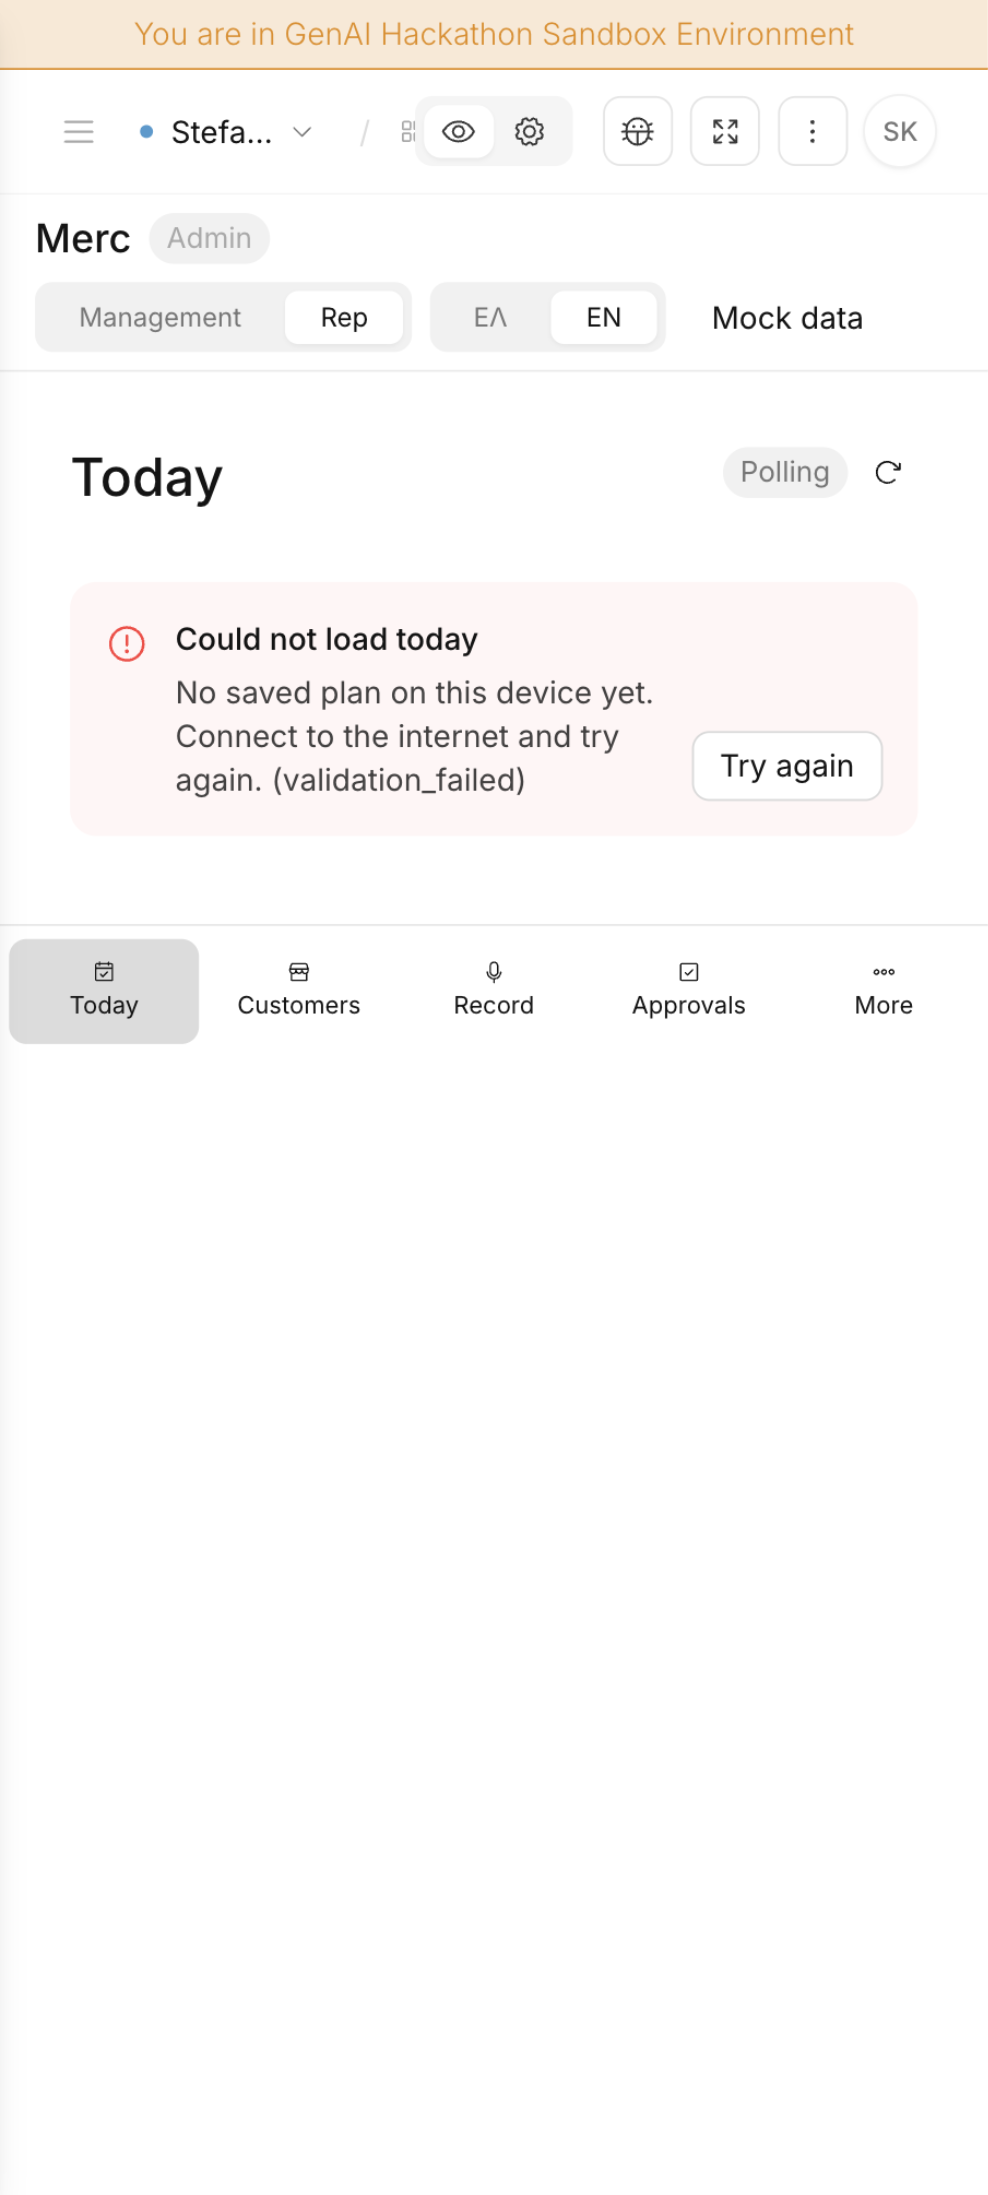 You are in GenAI Hackathon Sandbox Environment
Stefa... /
SK
Merc Admin
Management Rep ΕΛ EN Mock data
Today Polling
Could not load today
No saved plan on this device yet.
Connect to the internet and try
again. (validation_failed)
Try again
Today Customers Record Approvals More